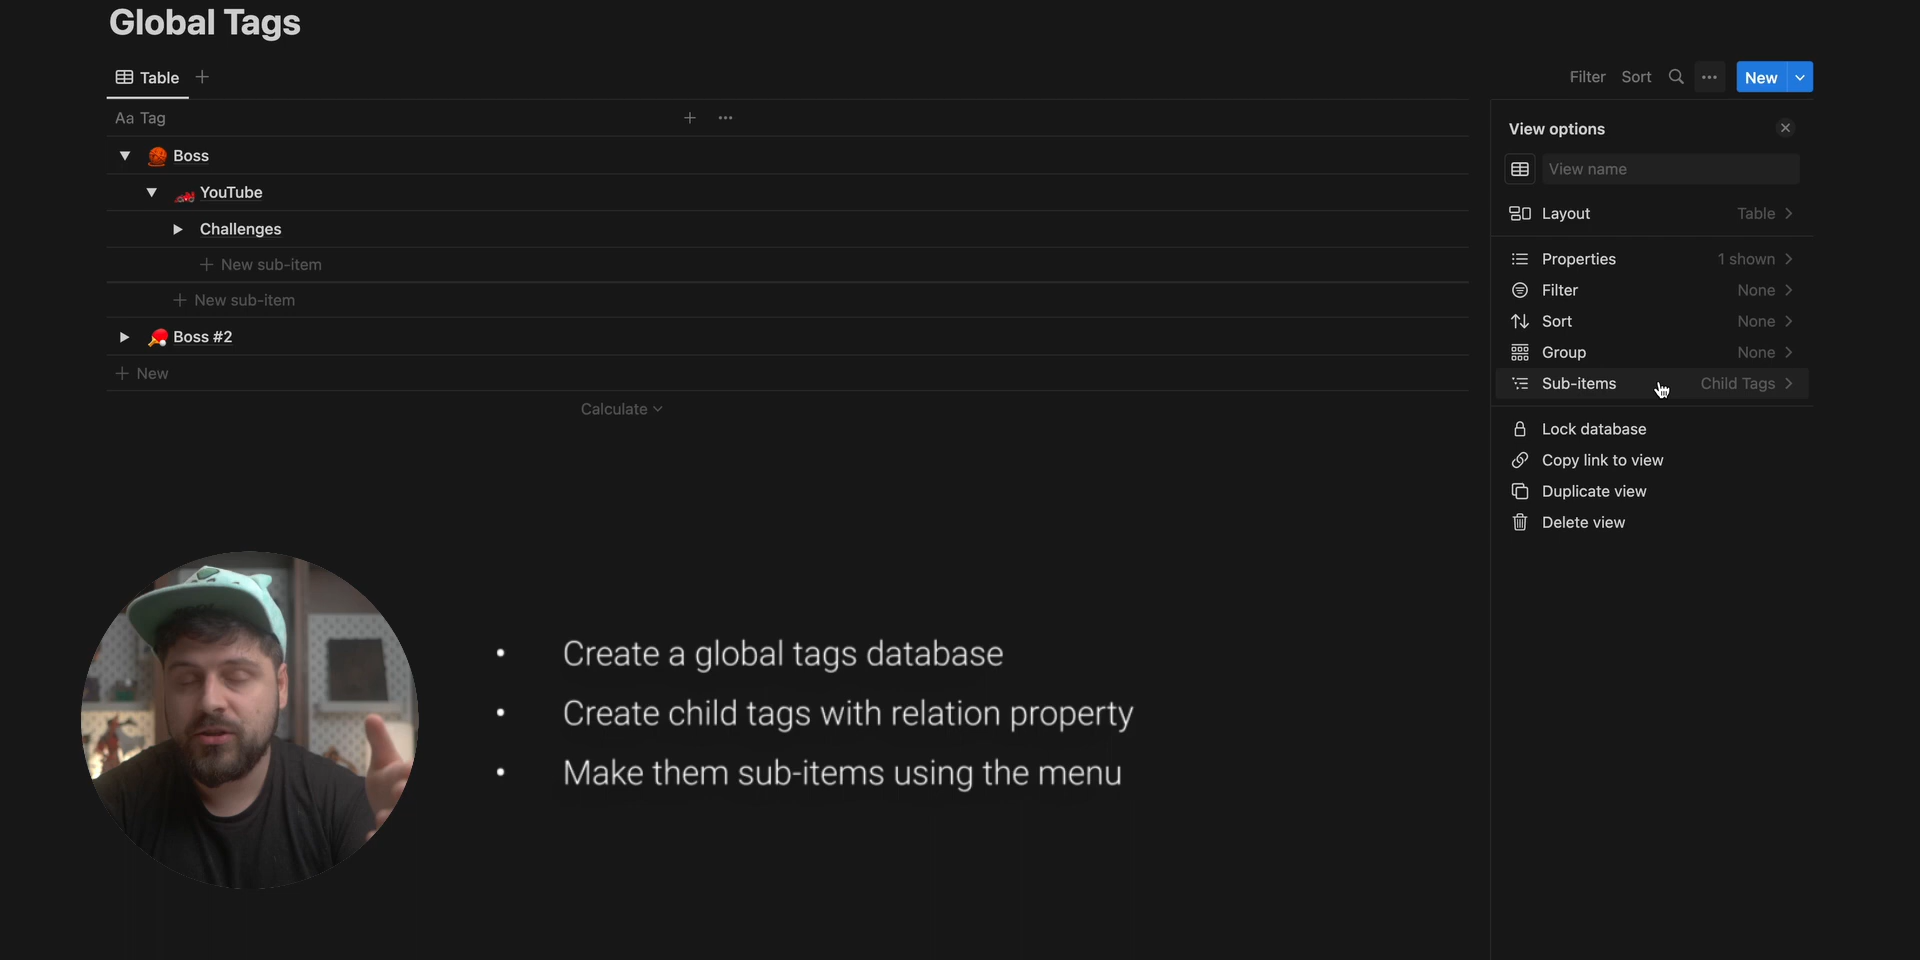 Global Tags
Table
Filter Sort New
Aa Tag
Boss
YouTube
Challenges
+ New sub-item
+ New sub-item
Boss #2
+ New
Calculate
View options
View name
Layout Table
Properties 1 shown
Filter None
Sort None
Group None
Sub-items Child Tags
Lock database
Copy link to view
Duplicate view
Delete view
• Create a global tags database
• Create child tags with relation property
• Make them sub-items using the menu